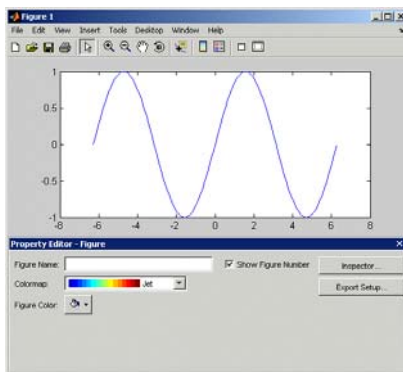 Figure 1
File Edit View Insert Tools Desktop Window Help
1
0.5
0
-0.5
-1
-8 -6 -4 -2 0 2 4 6 8
Property Editor - Figure
Figure Name:
Show Figure Number
Inspector...
Colormap:
Jet
Export Setup...
Figure Color: